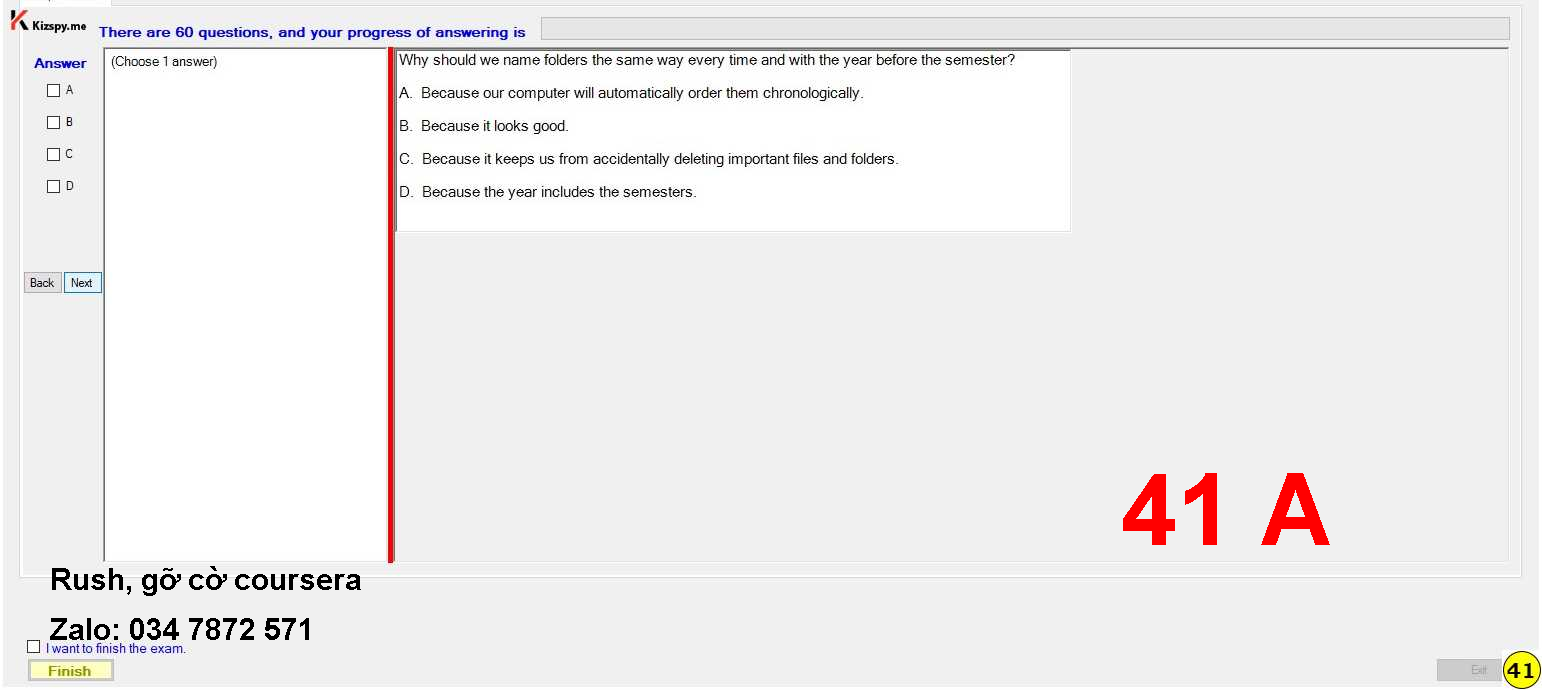 Kizspy.me
There are 60 questions, and your progress of answering is
Answer
A
B
C
D
Back Next
(Choose 1 answer)
Why should we name folders the same way every time and with the year before the semester?
A. Because our computer will automatically order them chronologically.
B. Because it looks good.
C. Because it keeps us from accidentally deleting important files and folders.
D. Because the year includes the semesters.
41 A
Rush, gỡ cờ coursera
Zalo: 034 7872 571
I want to finish the exam.
Finish
Exit
41